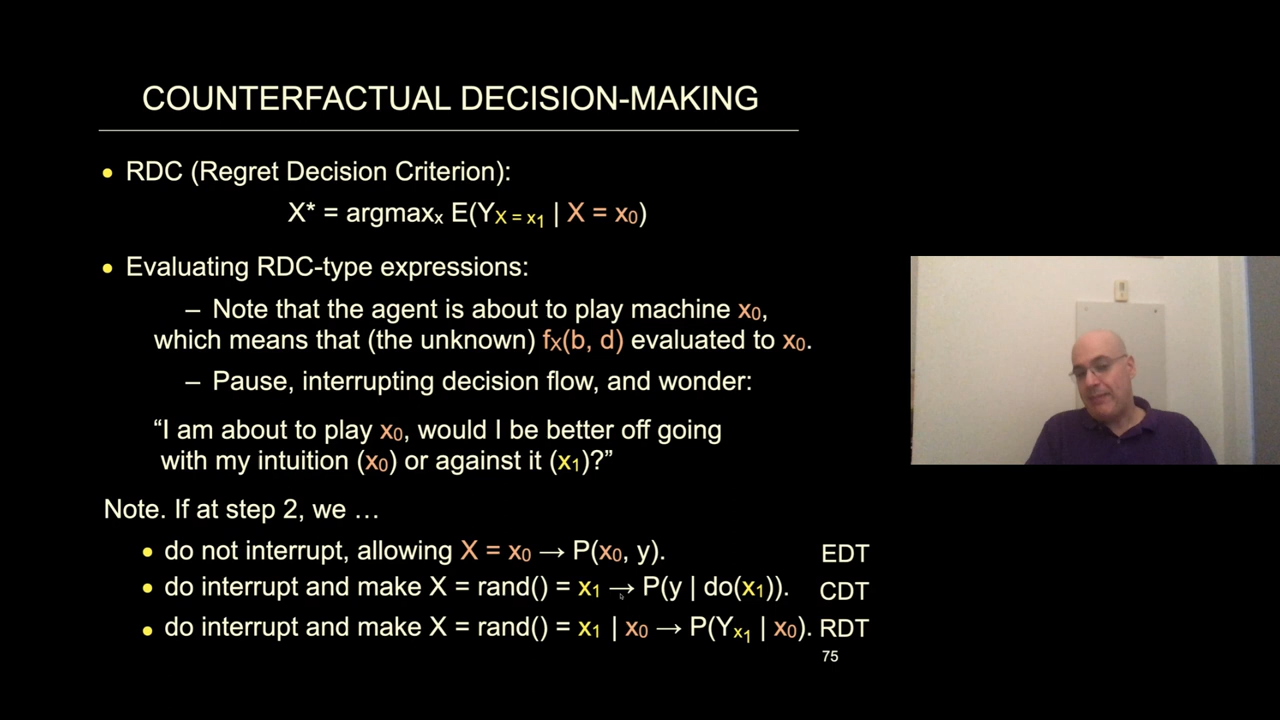 COUNTERFACTUAL DECISION-MAKING
• RDC (Regret Decision Criterion):
X* = argmaxₓ E(Y_{X = x₁} | X = x₀)
• Evaluating RDC-type expressions:
– Note that the agent is about to play machine x₀,
which means that (the unknown) fₓ(b, d) evaluated to x₀.
– Pause, interrupting decision flow, and wonder:
“I am about to play x₀, would I be better off going
with my intuition (x₀) or against it (x₁)?”
Note. If at step 2, we …
• do not interrupt, allowing X = x₀ → P(x₀, y). EDT
• do interrupt and make X = rand() = x₁ → P(y | do(x₁)). CDT
• do interrupt and make X = rand() = x₁ | x₀ → P(Y_{x₁} | x₀). RDT
75